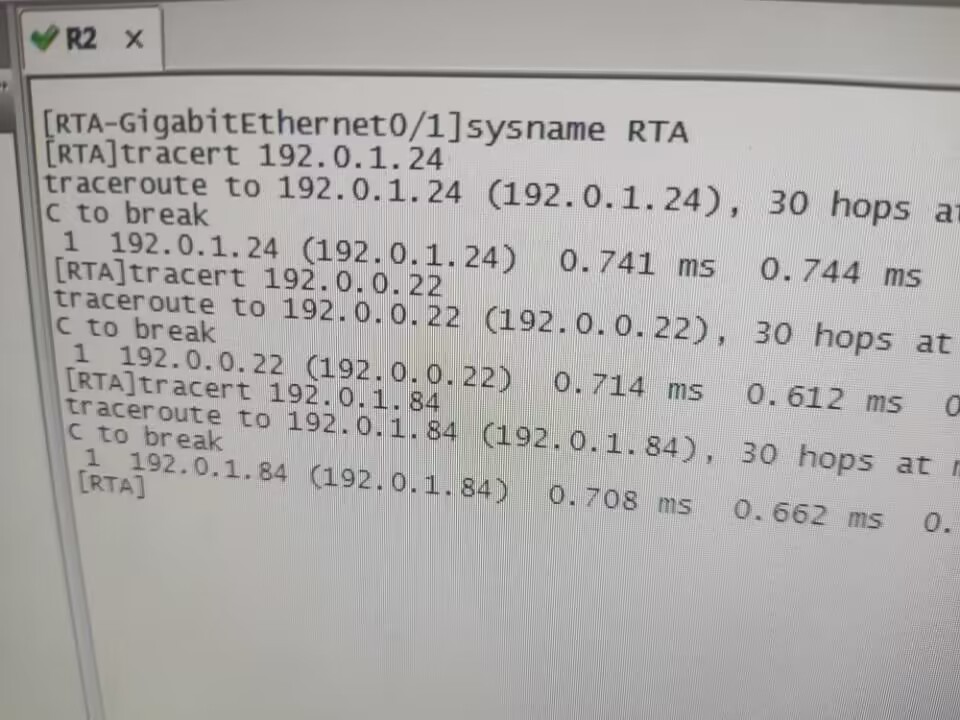 R2 X
[RTA-GigabitEthernet0/1]sysname RTA
[RTA]tracert 192.0.1.24
traceroute to 192.0.1.24 (192.0.1.24), 30 hops at
C to break
1 192.0.1.24 (192.0.1.24) 0.741 ms 0.744 ms
[RTA]tracert 192.0.0.22
traceroute to 192.0.0.22 (192.0.0.22), 30 hops at
C to break
1 192.0.0.22 (192.0.0.22) 0.714 ms 0.612 ms 0
[RTA]tracert 192.0.1.84
traceroute to 192.0.1.84 (192.0.1.84), 30 hops at
C to break
1 192.0.1.84 (192.0.1.84) 0.708 ms 0.662 ms 0.
[RTA]